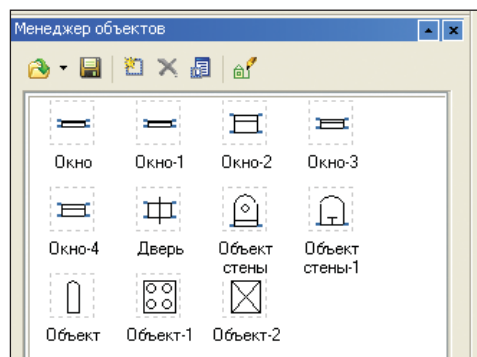 Менеджер объектов
Окно Окно-1 Окно-2 Окно-3
Окно-4 Дверь Объект стены Объект стены-1
Объект Объект-1 Объект-2